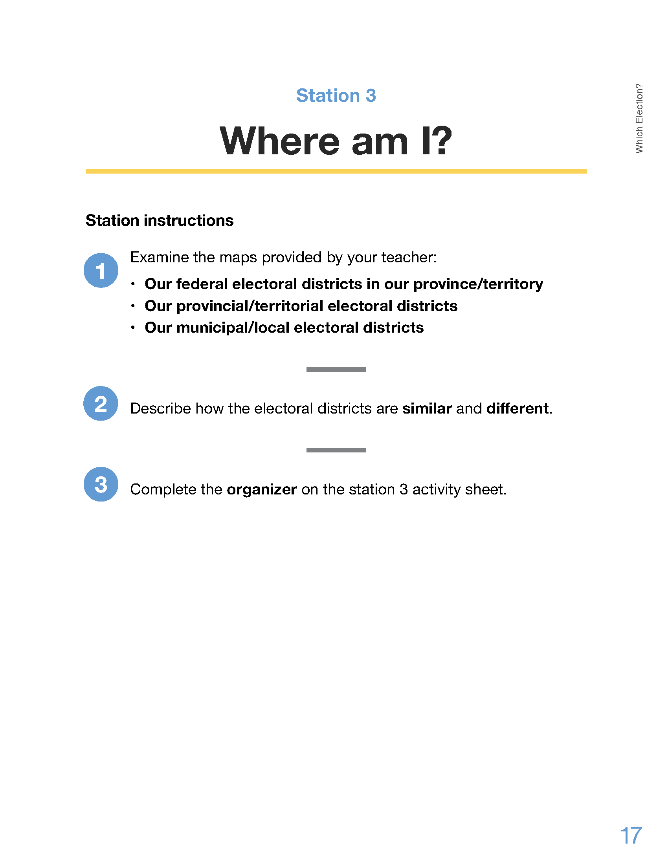 Station 3
Where am I?
Which Election?
Station instructions
1
Examine the maps provided by your teacher:
• Our federal electoral districts in our province/territory
• Our provincial/territorial electoral districts
• Our municipal/local electoral districts
2
Describe how the electoral districts are similar and different.
3
Complete the organizer on the station 3 activity sheet.
17